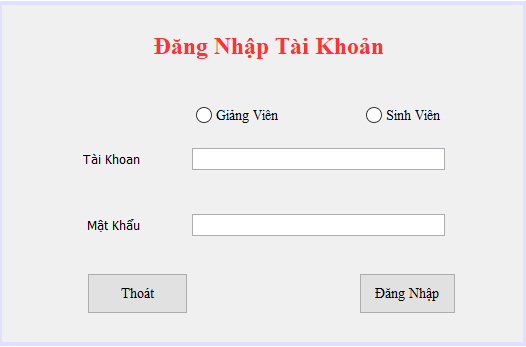 Đăng Nhập Tài Khoản
Giảng Viên Sinh Viên
Tài Khoan
Mật Khẩu
Thoát Đăng Nhập